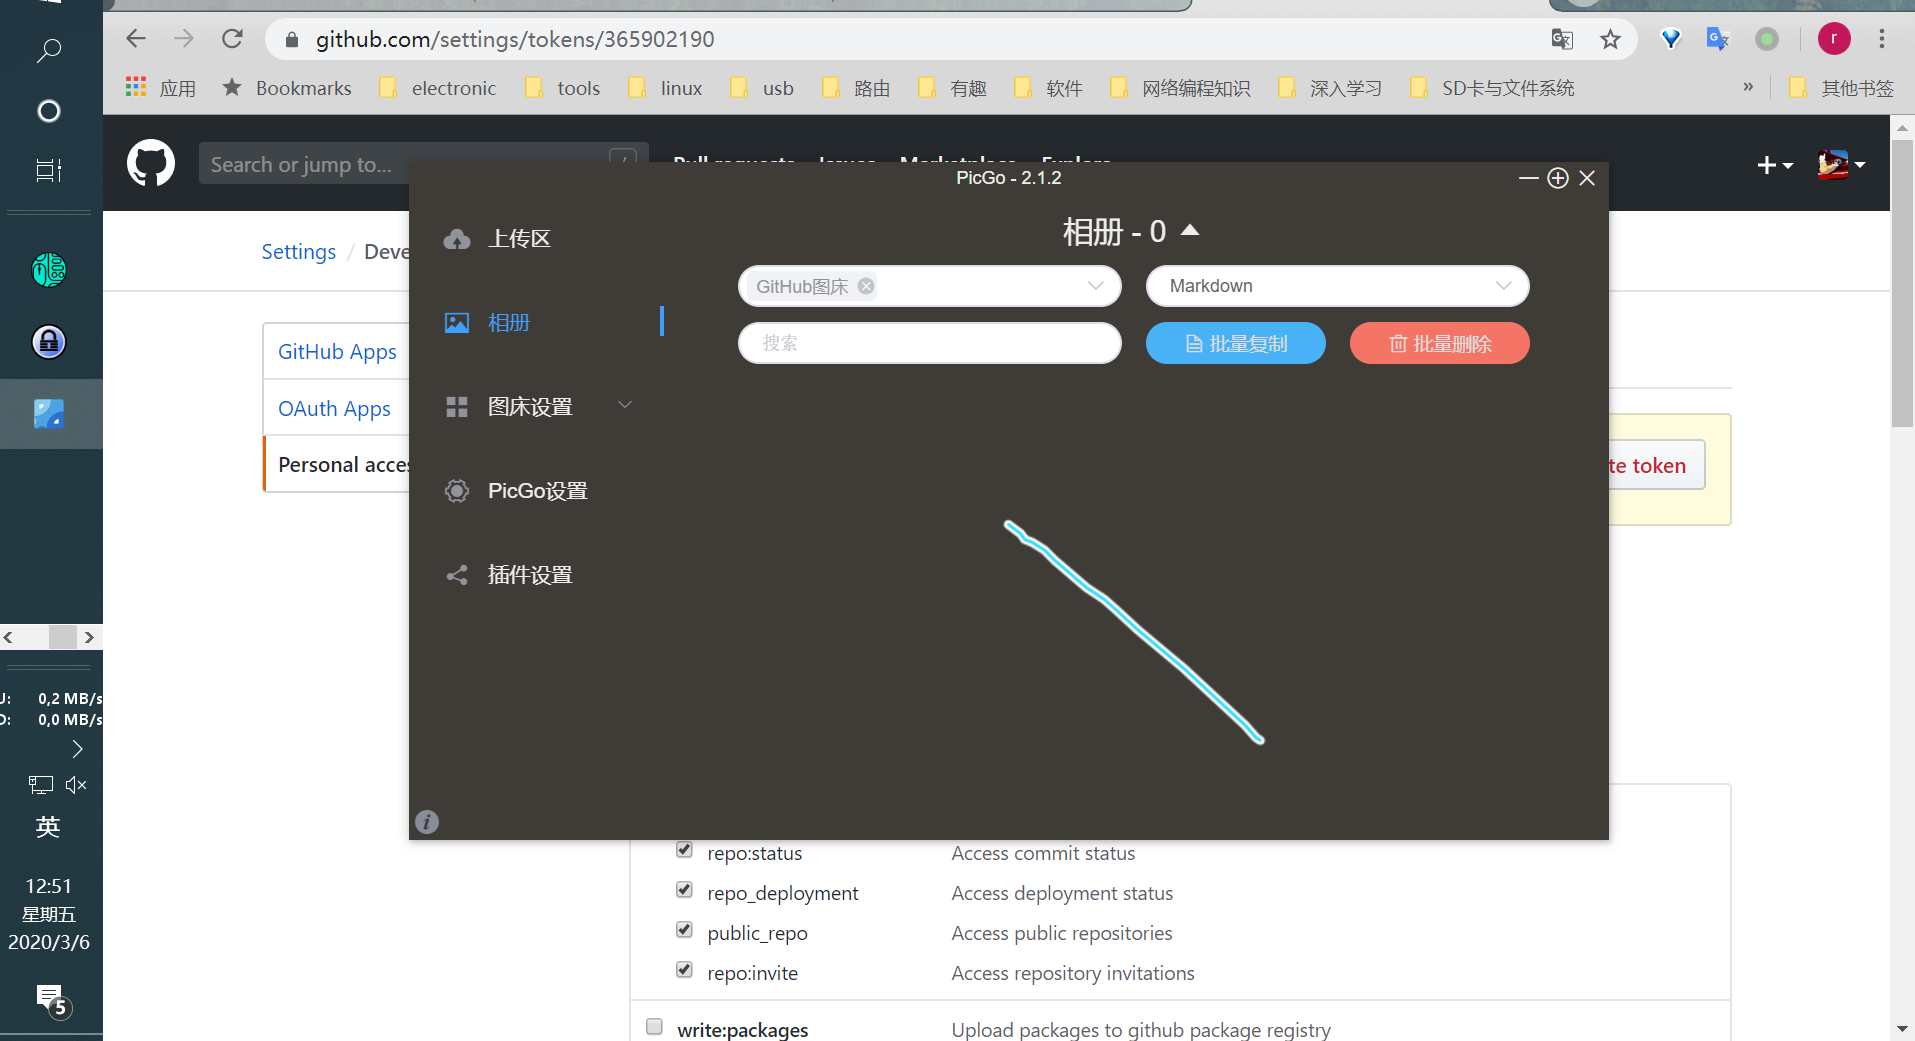 github.com/settings/tokens/365902190
应用 Bookmarks electronic tools linux usb 路由 有趣 软件 网络编程知识 深入学习 SD卡与文件系统 » 其他书签
r
Search or jump to... /
Pull requests Issues Marketplace Explore
PicGo - 2.1.2
Settings / Deve
GitHub Apps
OAuth Apps
Personal acces
上传区
相册
图床设置
PicGo设置
插件设置
相册 - 0
GitHub图床
Markdown
搜索
批量复制
批量删除
te token
repo:status Access commit status
repo_deployment Access deployment status
public_repo Access public repositories
repo:invite Access repository invitations
write:packages Upload packages to github package registry
U: 0,2 MB/s
D: 0,0 MB/s
英
12:51
星期五
2020/3/6
5